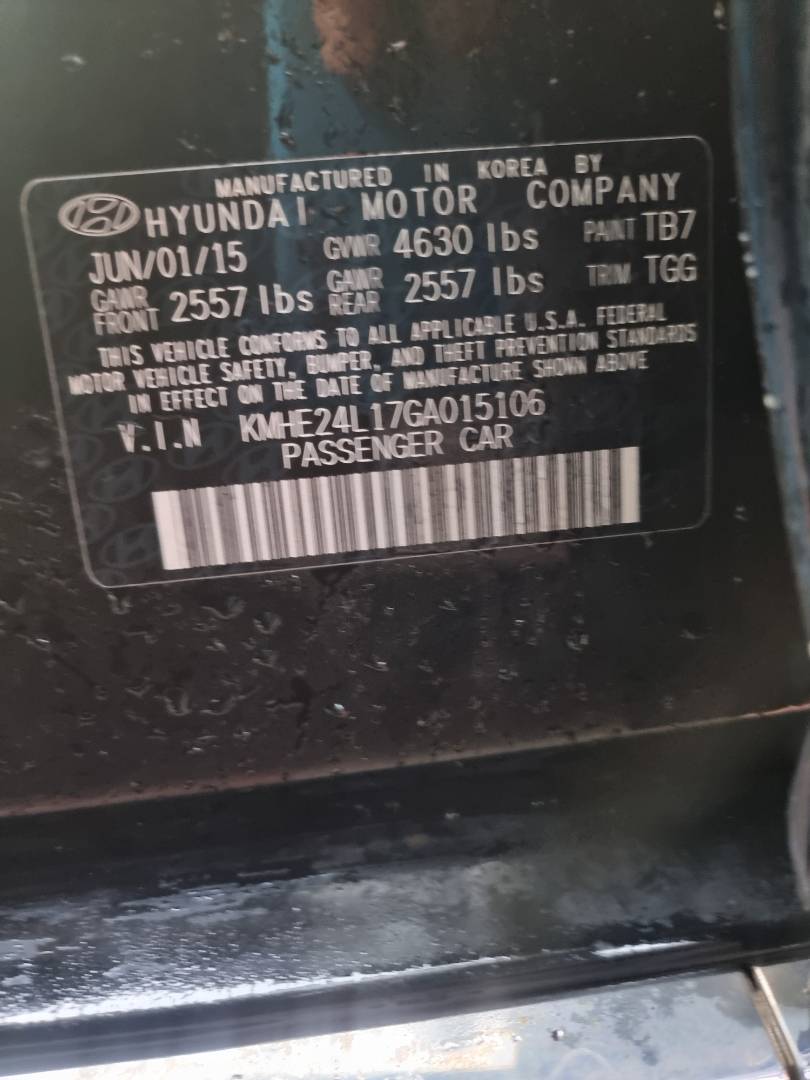 MANUFACTURED IN KOREA BY
HYUNDAI MOTOR COMPANY
JUN/01/15 GVWR 4630 lbs PAINT TB7
GAWR FRONT 2557 lbs GAWR REAR 2557 lbs TRIM TGG
THIS VEHICLE CONFORMS TO ALL APPLICABLE U.S.A. FEDERAL
MOTOR VEHICLE SAFETY, BUMPER, AND THEFT PREVENTION STANDARDS
IN EFFECT ON THE DATE OF MANUFACTURE SHOWN ABOVE
V.I.N KMHE24L17GA015106
PASSENGER CAR